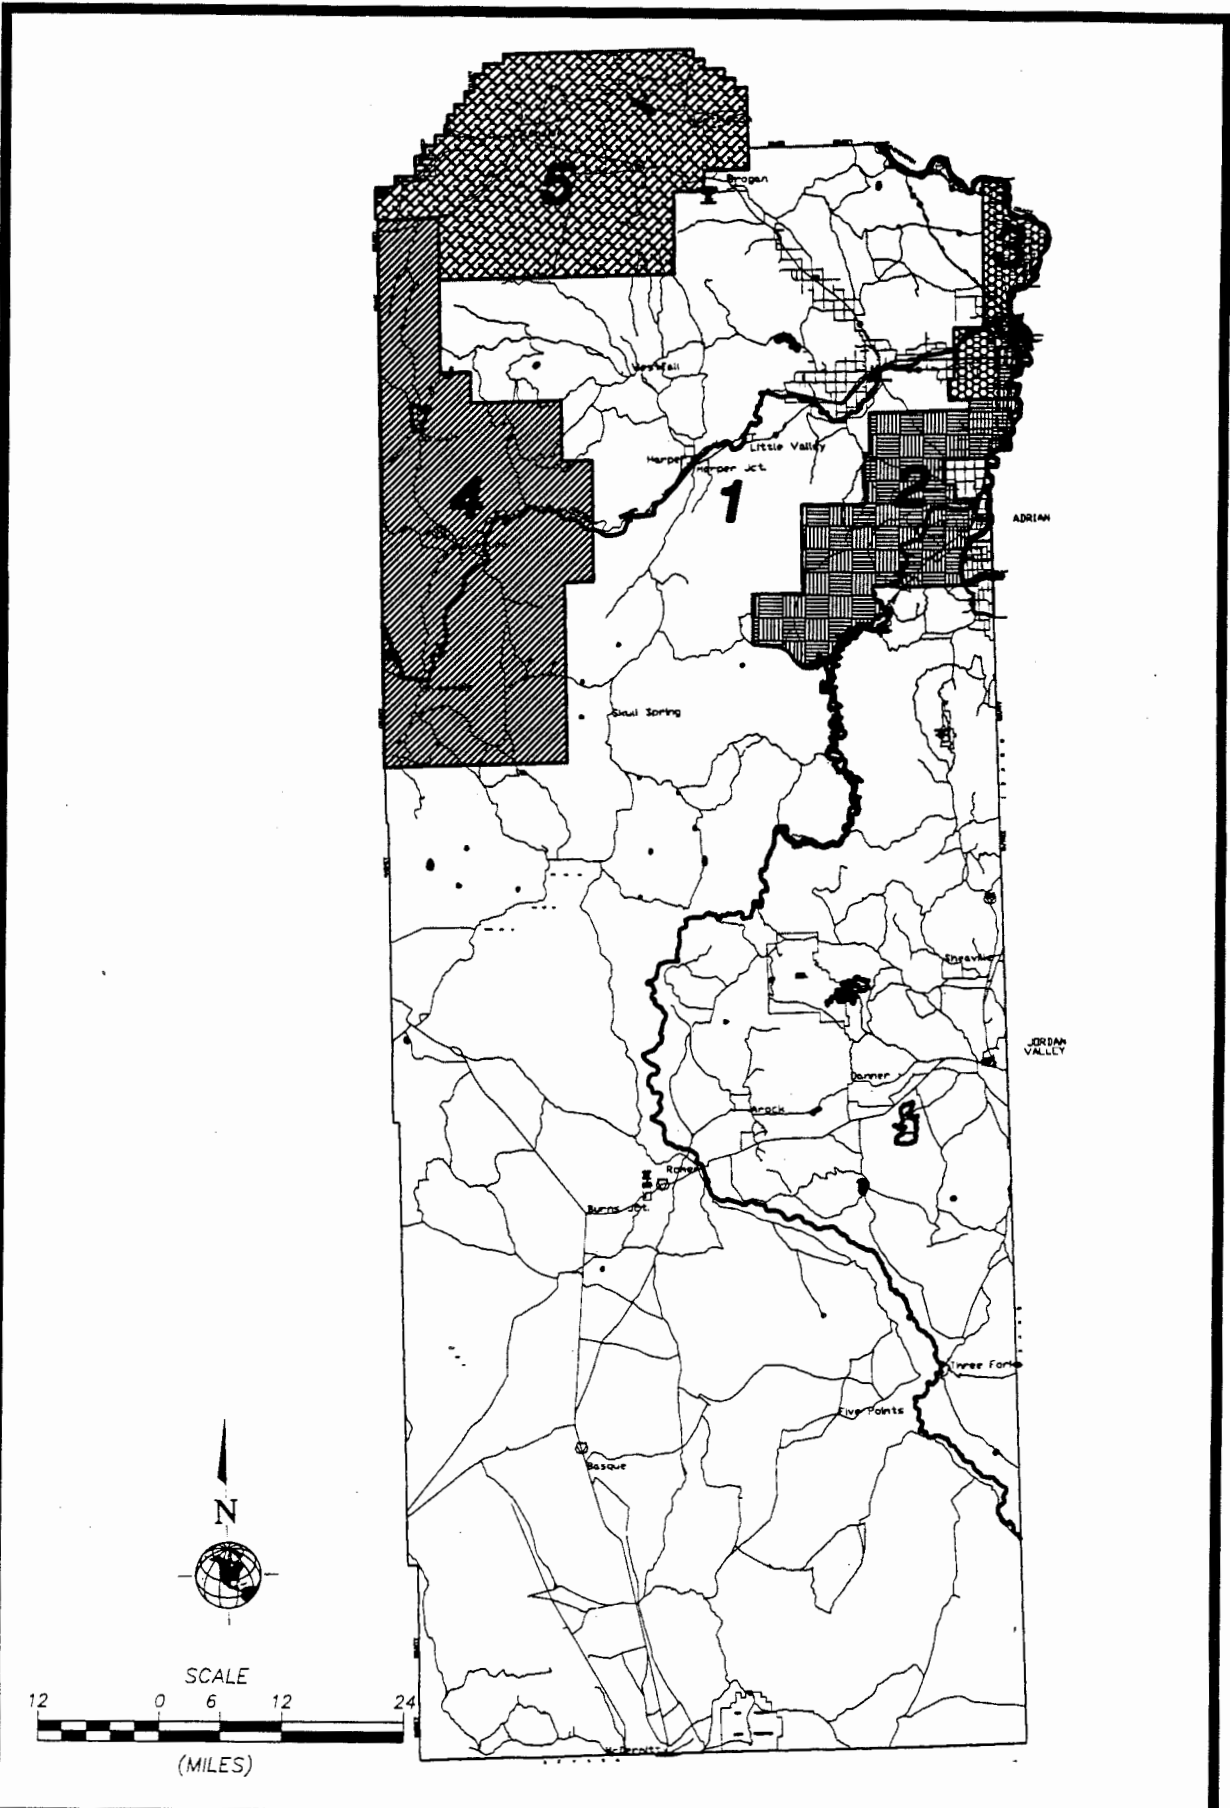 5
Brogan
3
Westfall
Little Valley
Harper
Harper Jct.
4
1
2
ADRIAN
Skull Spring
Sheaville
JORDAN
VALLEY
Danner
Arock
Rome
Burns Jct.
Three Forks
Five Points
Basque
N
SCALE
12 0 6 12 24
(MILES)
McDermitt